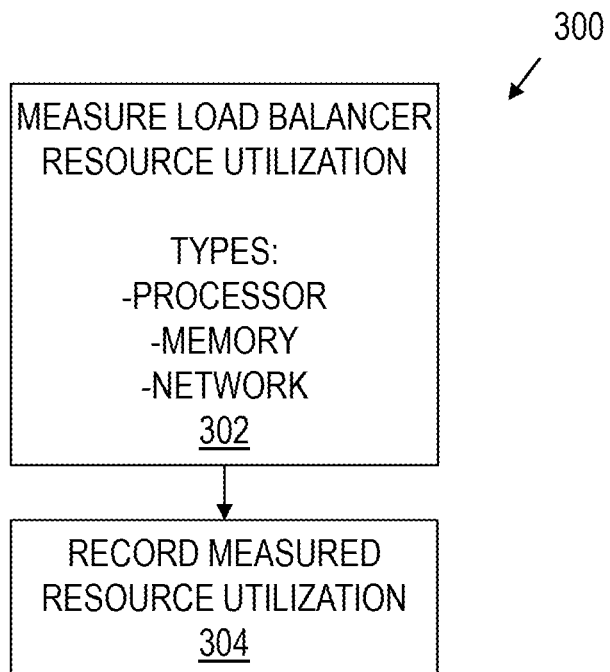 300
MEASURE LOAD BALANCER
RESOURCE UTILIZATION
TYPES:
-PROCESSOR
-MEMORY
-NETWORK
302
RECORD MEASURED
RESOURCE UTILIZATION
304